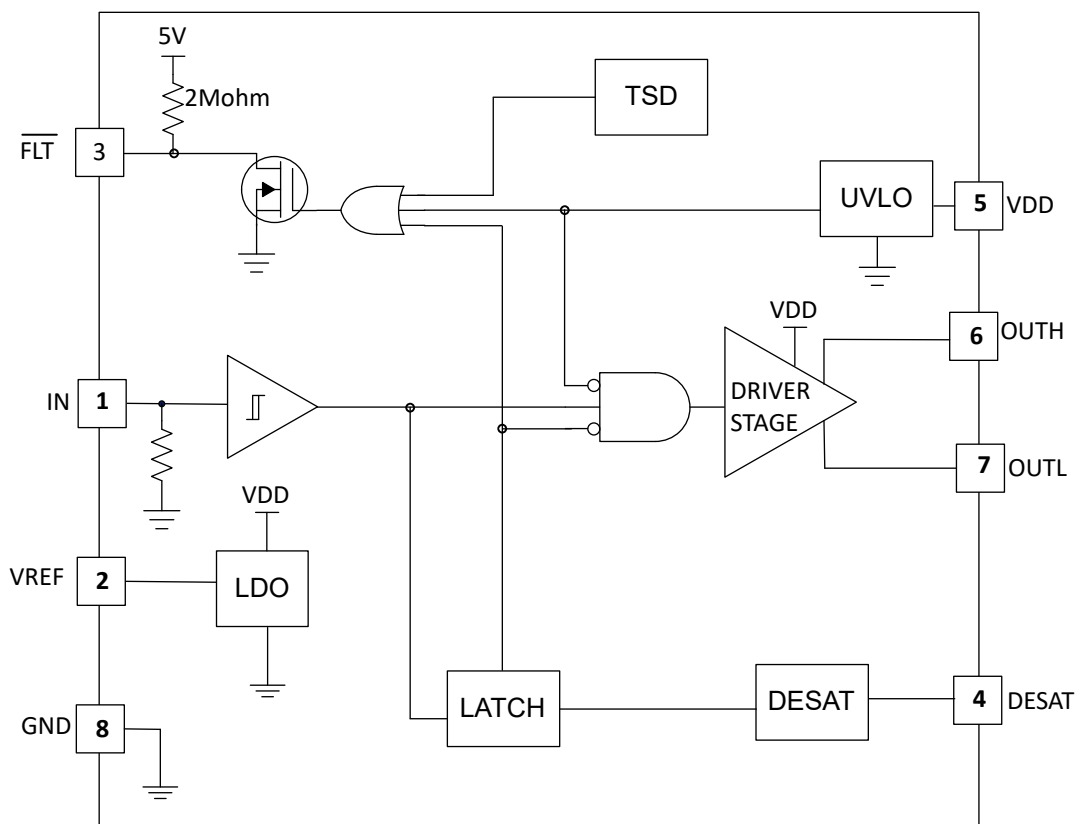 5V
2Mohm
TSD
FLT
3
UVLO
5
VDD
VDD
6
OUTH
IN
1
DRIVER
STAGE
7
OUTL
VDD
VREF
2
LDO
LATCH
DESAT
4
DESAT
GND
8